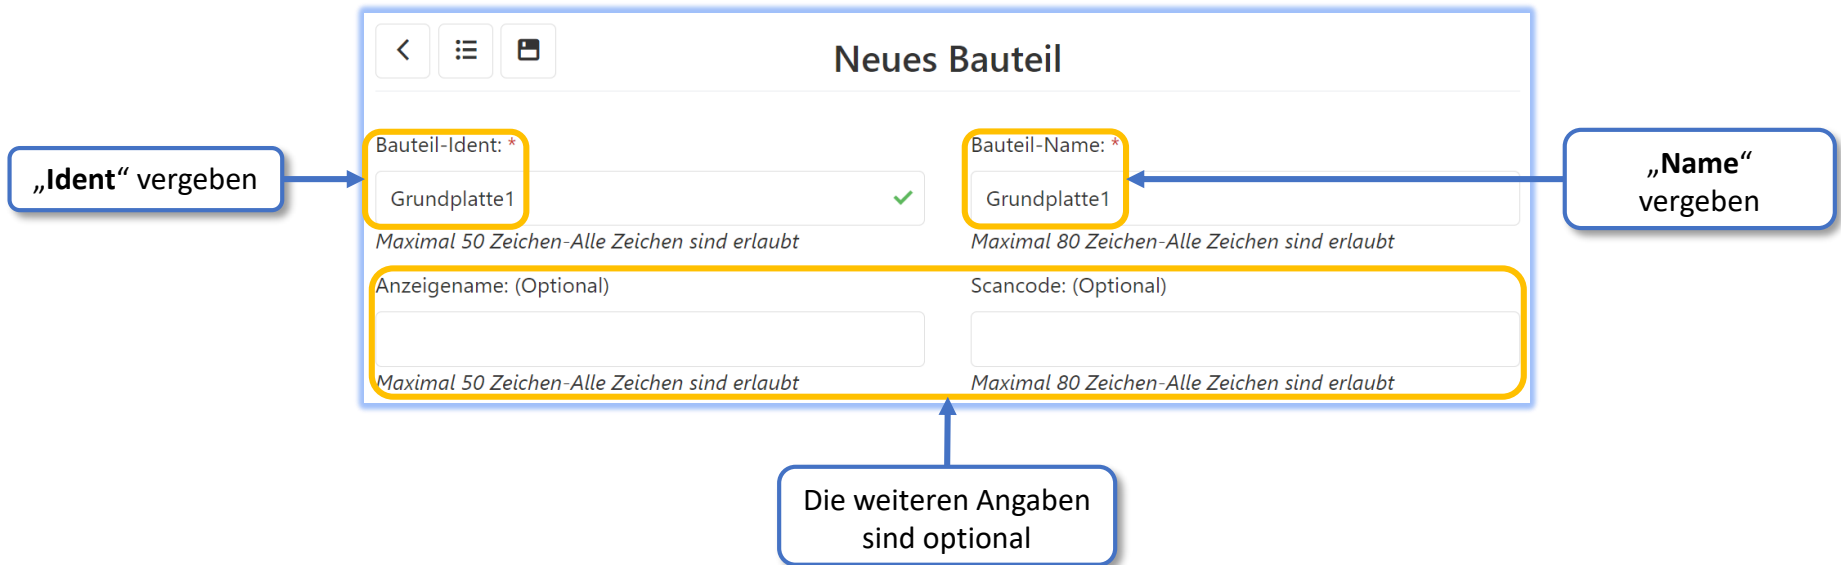 Neues Bauteil
Bauteil-Ident: *
Bauteil-Name: *
„Ident“ vergeben
Grundplatte1
Grundplatte1
„Name“
vergeben
Maximal 50 Zeichen-Alle Zeichen sind erlaubt
Maximal 80 Zeichen-Alle Zeichen sind erlaubt
Anzeigename: (Optional)
Scancode: (Optional)
Maximal 50 Zeichen-Alle Zeichen sind erlaubt
Maximal 80 Zeichen-Alle Zeichen sind erlaubt
Die weiteren Angaben
sind optional